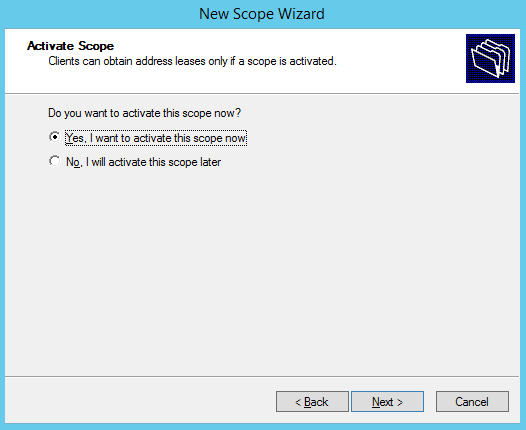 New Scope Wizard
Activate Scope
Clients can obtain address leases only if a scope is activated.
Do you want to activate this scope now?
Yes, I want to activate this scope now
No, I will activate this scope later
< Back
Next >
Cancel